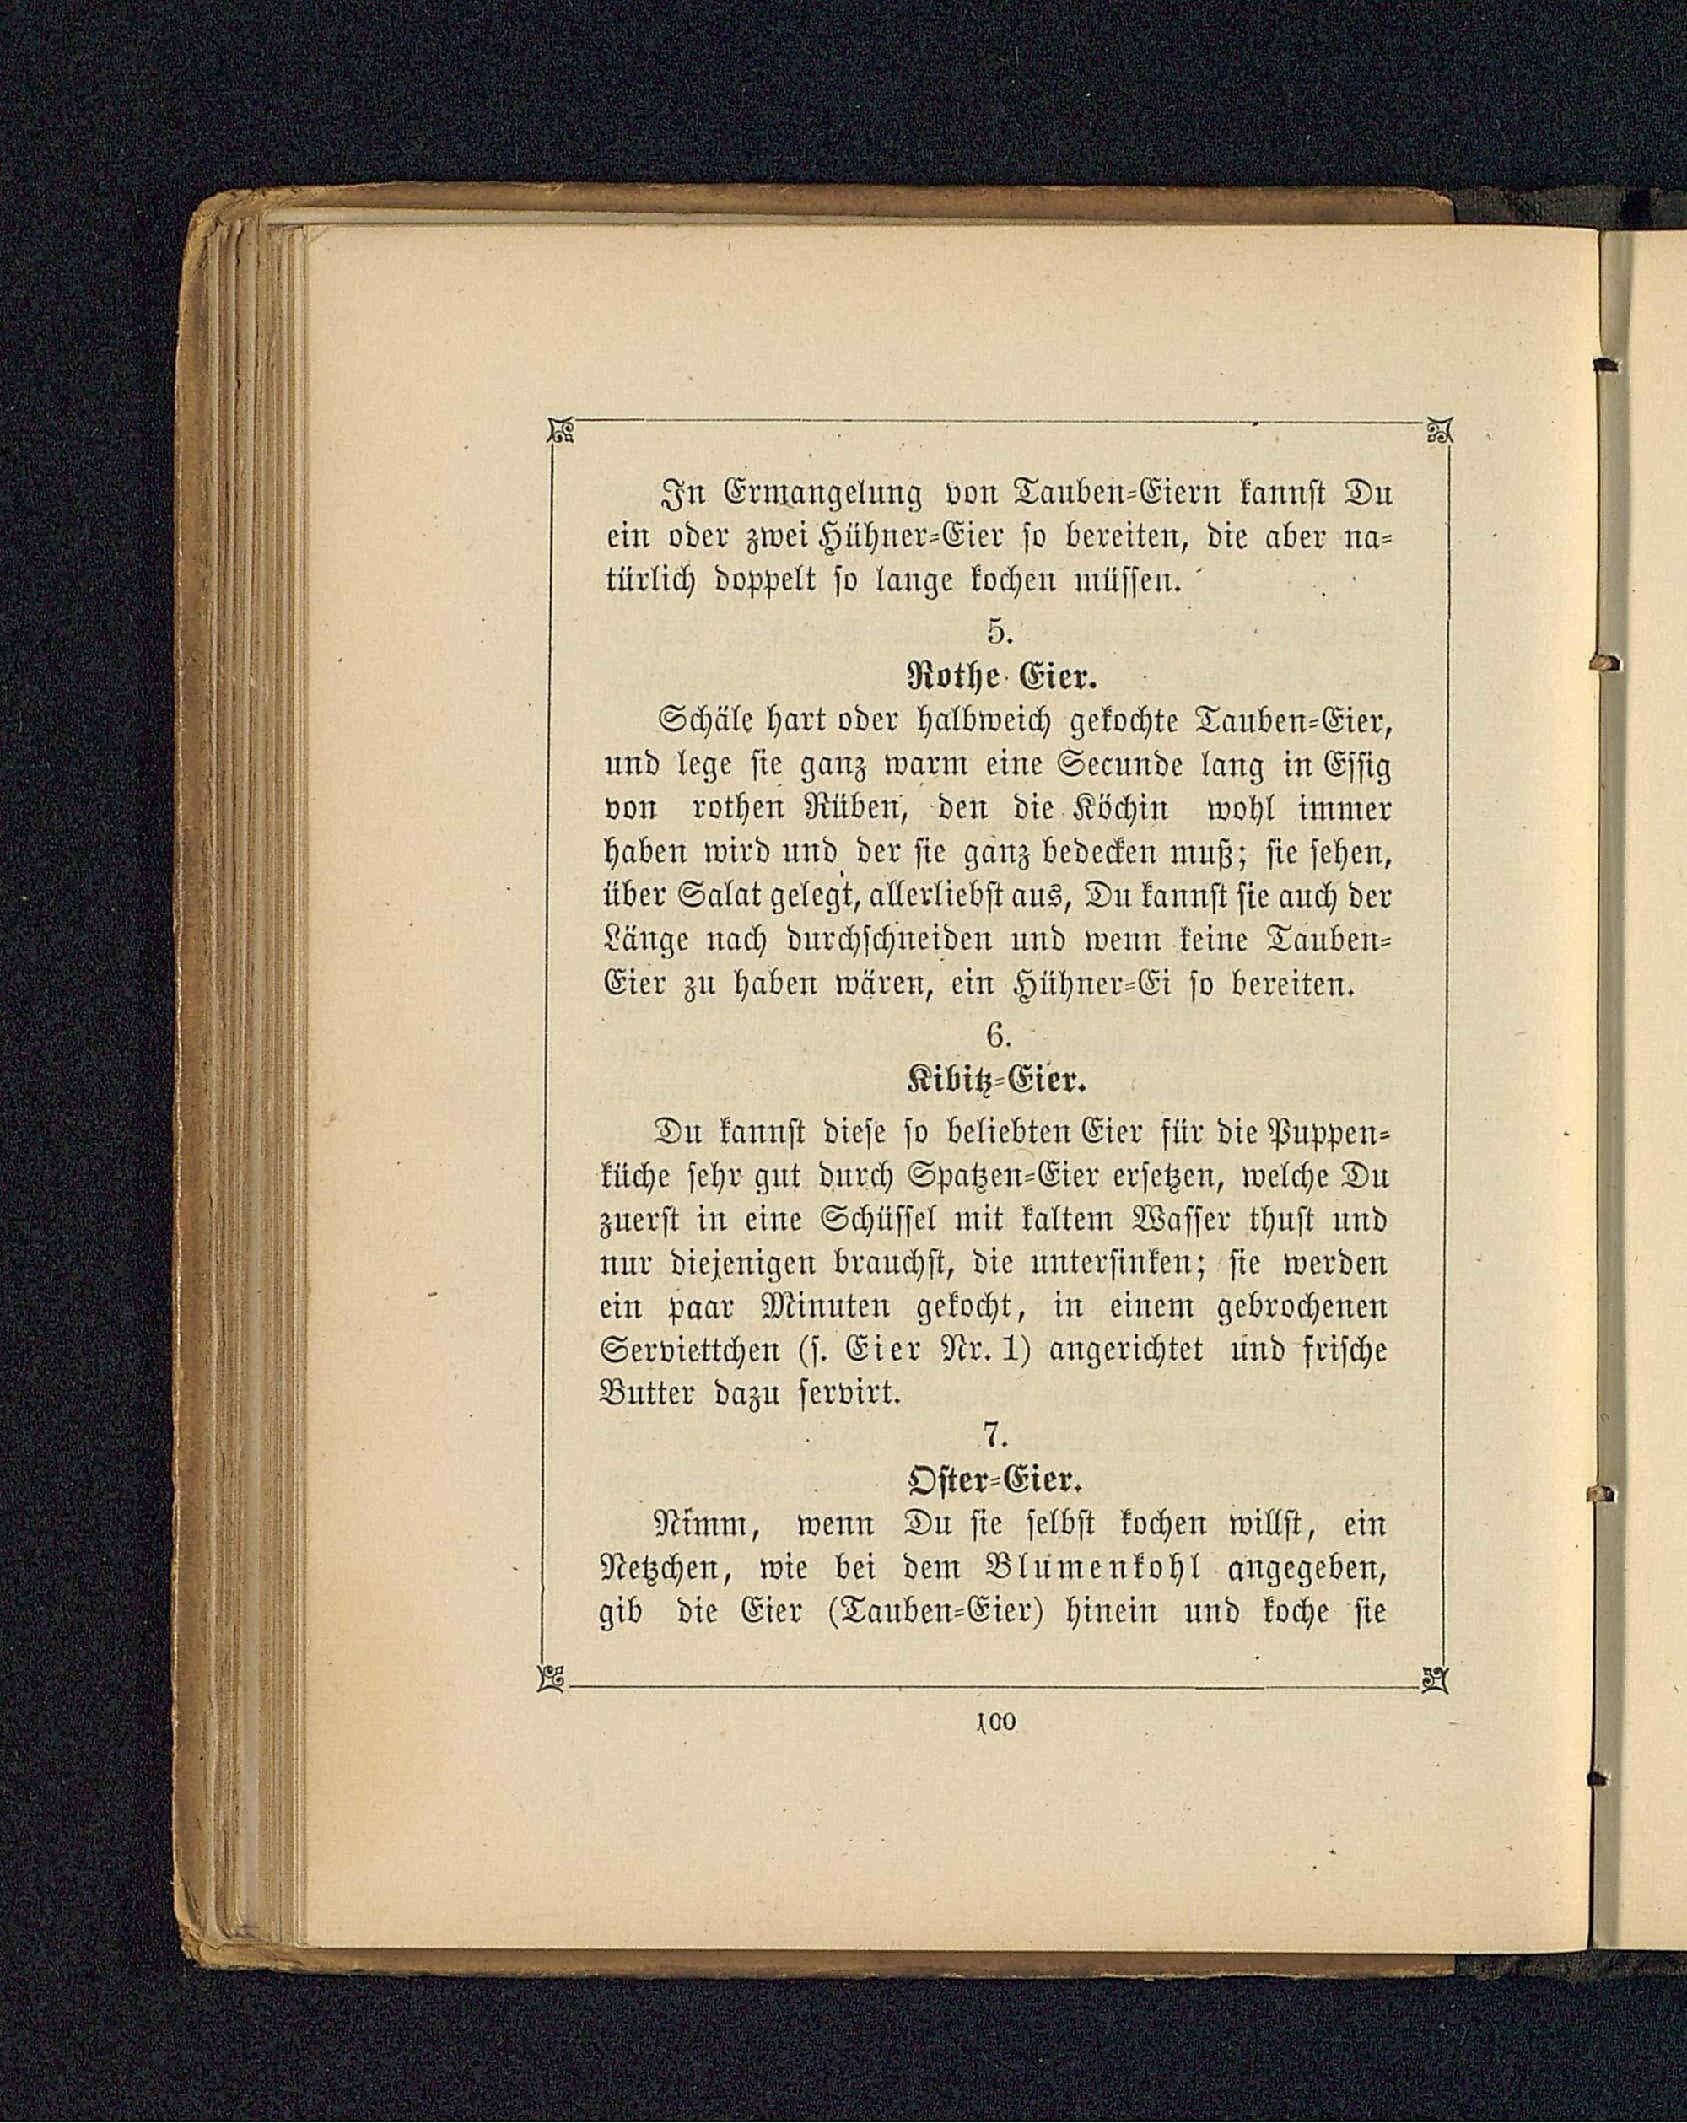 In Ermangelung von Tauben-Eiern kannst Du
ein oder zwei Hühner-Eier so bereiten, die aber na-
türlich doppelt so lange kochen müssen.
5.
Rothe Eier.
Schäle hart oder halbweich gekochte Tauben-Eier,
und lege sie ganz warm eine Secunde lang in Essig
von rothen Rüben, den die Köchin wohl immer
haben wird und der sie ganz bedecken muß; sie sehen,
über Salat gelegt, allerliebst aus, Du kannst sie auch der
Länge nach durchschneiden und wenn keine Tauben-
Eier zu haben wären, ein Hühner-Ei so bereiten.
6.
Kibitz-Eier.
Du kannst diese so beliebten Eier für die Puppen-
küche sehr gut durch Spatzen-Eier ersetzen, welche Du
zuerst in eine Schüssel mit kaltem Wasser thust und
nur diejenigen brauchst, die untersinken; sie werden
ein paar Minuten gekocht, in einem gebrochenen
Serviettchen (s. Eier Nr. 1) angerichtet und frische
Butter dazu servirt.
7.
Oster-Eier.
Nimm, wenn Du sie selbst kochen willst, ein
Netzchen, wie bei dem Blumenkohl angegeben,
gib die Eier (Tauben-Eier) hinein und koche sie
100